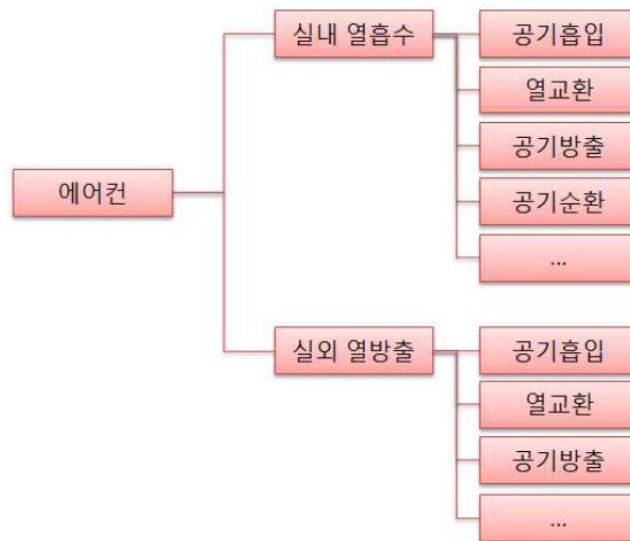 에어컨
실내 열흡수
공기흡입
열교환
공기방출
공기순환
...
실외 열방출
공기흡입
열교환
공기방출
...